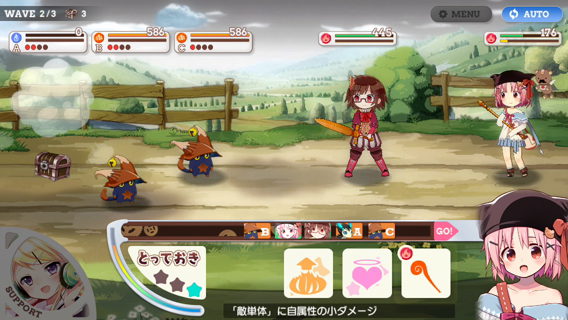 WAVE 2/3 3
MENU
AUTO
A 0
B 586
C 586
445
176
B A C GO!
とっておき
SUPPORT
「敵単体」に自属性の小ダメージ